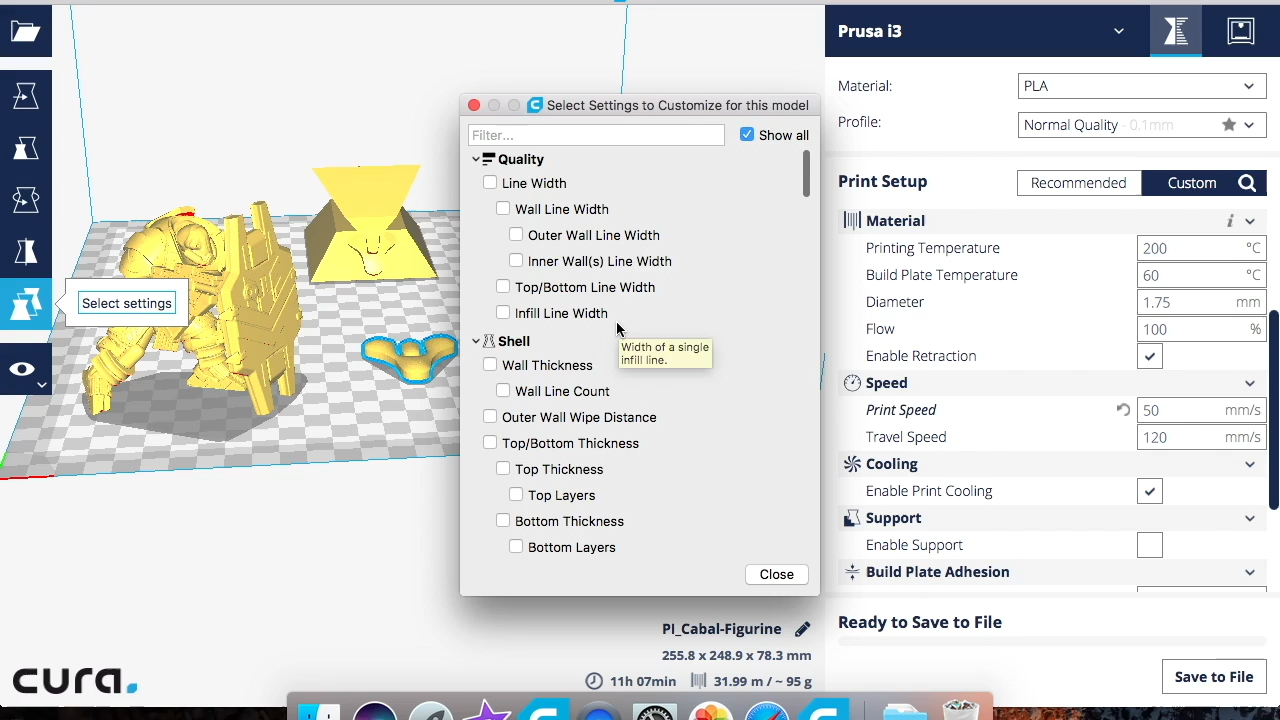 Prusa i3
Select Settings to Customize for this model
Filter...
Show all
Quality
Line Width
Wall Line Width
Outer Wall Line Width
Inner Wall(s) Line Width
Top/Bottom Line Width
Infill Line Width
Shell
Width of a single
infill line.
Wall Thickness
Wall Line Count
Outer Wall Wipe Distance
Top/Bottom Thickness
Top Thickness
Top Layers
Bottom Thickness
Bottom Layers
Close
Select settings
Material: PLA
Profile: Normal Quality - 0.1mm
Print Setup Recommended Custom
Material i
Printing Temperature 200 °C
Build Plate Temperature 60 °C
Diameter 1.75 mm
Flow 100 %
Enable Retraction
Speed
Print Speed 50 mm/s
Travel Speed 120 mm/s
Cooling
Enable Print Cooling
Support
Enable Support
Build Plate Adhesion
PI_Cabal-Figurine
255.8 x 248.9 x 78.3 mm
11h 07min 31.99 m / ~ 95 g
Ready to Save to File
Save to File
cura.